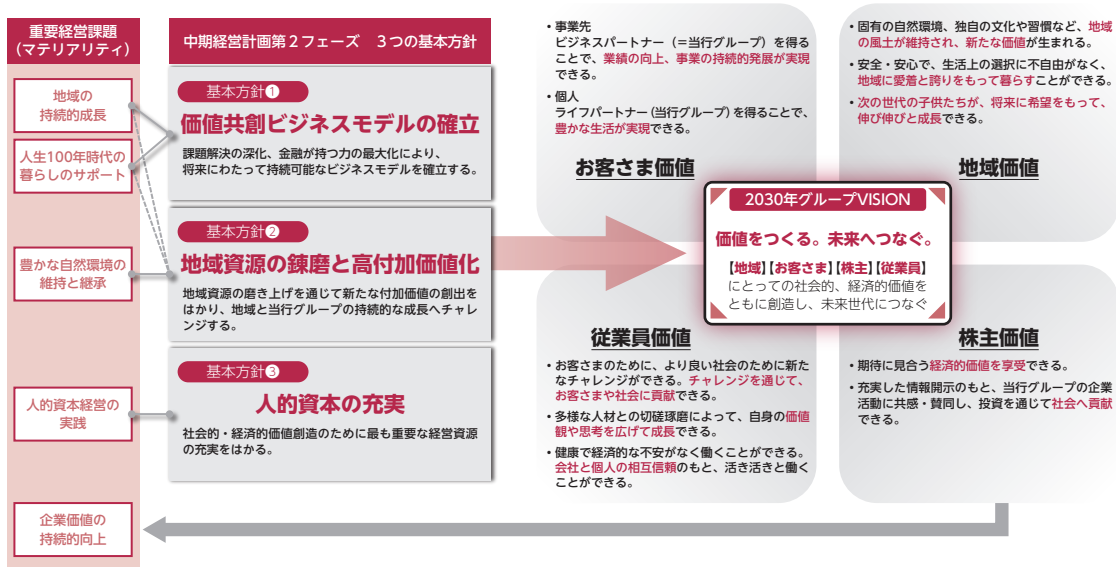 重要経営課題
（マテリアリティ）
地域の
持続的成長
人生100年時代の
暮らしのサポート
豊かな自然環境の
維持と継承
人的資本経営の
実践
企業価値の
持続的向上
中期経営計画第２フェーズ　３つの基本方針
基本方針❶
価値共創ビジネスモデルの確立
課題解決の深化、金融が持つ力の最大化により、
将来にわたって持続可能なビジネスモデルを確立する。
基本方針❷
地域資源の錬磨と高付加価値化
地域資源の磨き上げを通じて新たな付加価値の創出を
はかり、地域と当行グループの持続的な成長へチャレ
ンジする。
基本方針❸
人的資本の充実
社会的・経済的価値創造のために最も重要な経営資源
の充実をはかる。
・事業先
ビジネスパートナー（＝当行グループ）を得る
ことで、業績の向上、事業の持続的発展が実現
できる。
・個人
ライフパートナー（当行グループ）を得ることで、
豊かな生活が実現できる。
お客さま価値
・固有の自然環境、独自の文化や習慣など、地域
の風土が維持され、新たな価値が生まれる。
・安全・安心で、生活上の選択に不自由がなく、
地域に愛着と誇りをもって暮らすことができる。
・次の世代の子供たちが、将来に希望をもって、
伸び伸びと成長できる。
地域価値
2030年グループVISION
価値をつくる。未来へつなぐ。
【地域】【お客さま】【株主】【従業員】
にとっての社会的、経済的価値を
ともに創造し、未来世代につなぐ
従業員価値
・お客さまのために、より良い社会のために新た
なチャレンジができる。チャレンジを通じて、
お客さまや社会に貢献できる。
・多様な人材との切磋琢磨によって、自身の価値
観や思考を広げて成長できる。
・健康で経済的な不安がなく働くことができる。
会社と個人の相互信頼のもと、活き活きと働く
ことができる。
株主価値
・期待に見合う経済的価値を享受できる。
・充実した情報開示のもと、当行グループの企業
活動に共感・賛同し、投資を通じて社会へ貢献
できる。